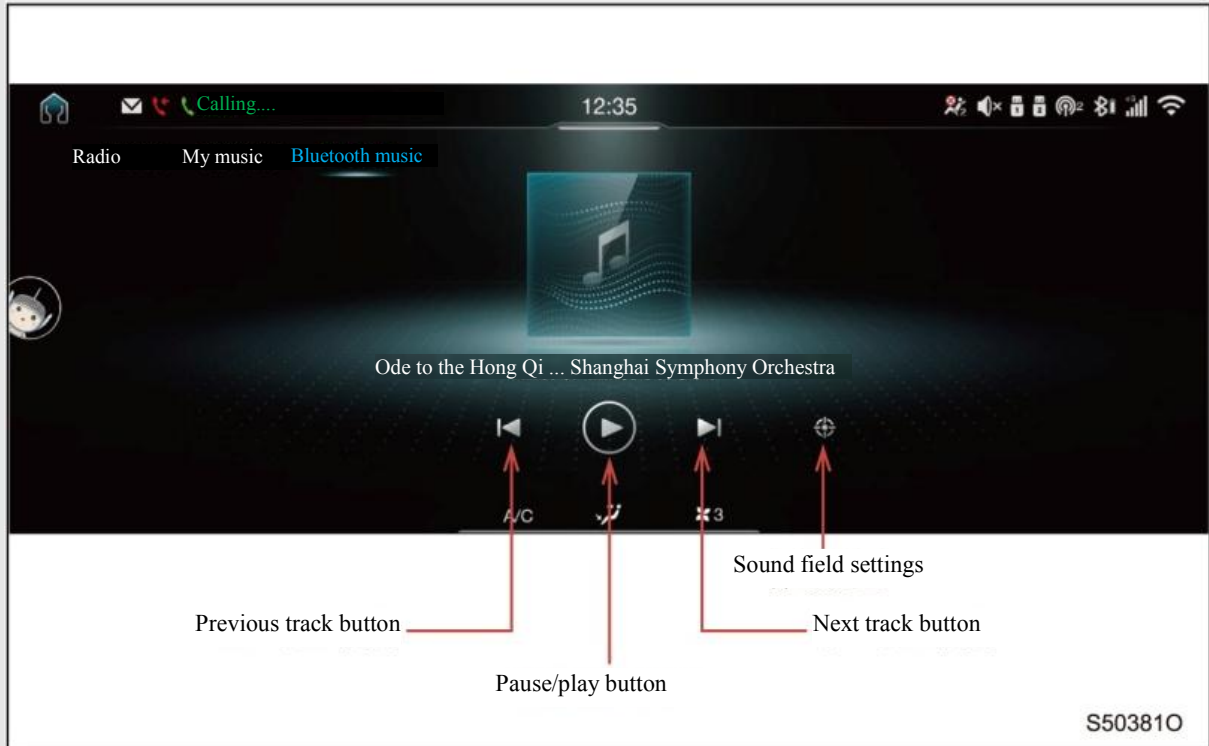 Calling....
12:35
Radio My music Bluetooth music
Ode to the Hong Qi ... Shanghai Symphony Orchestra
A/C 3
Sound field settings
Previous track button
Next track button
Pause/play button
S50381O